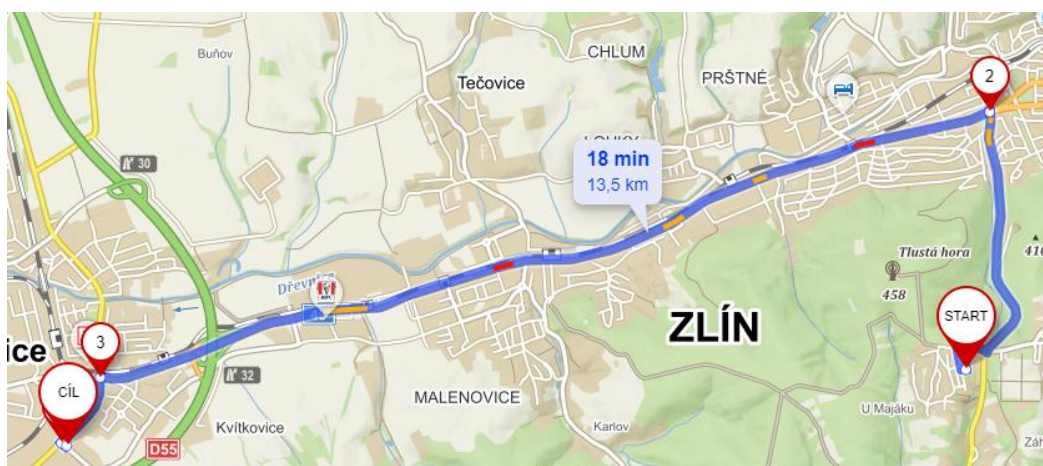 Buňov
CHLUM
Tečovice
PRŠTNÉ
2
30
18 min
13,5 km
Dřevnice
Tlustá hora
458
START
ZLÍN
ice
3
32
CÍL
MALENOVICE
U Majáku
Kvítkovice
Karlov
D55